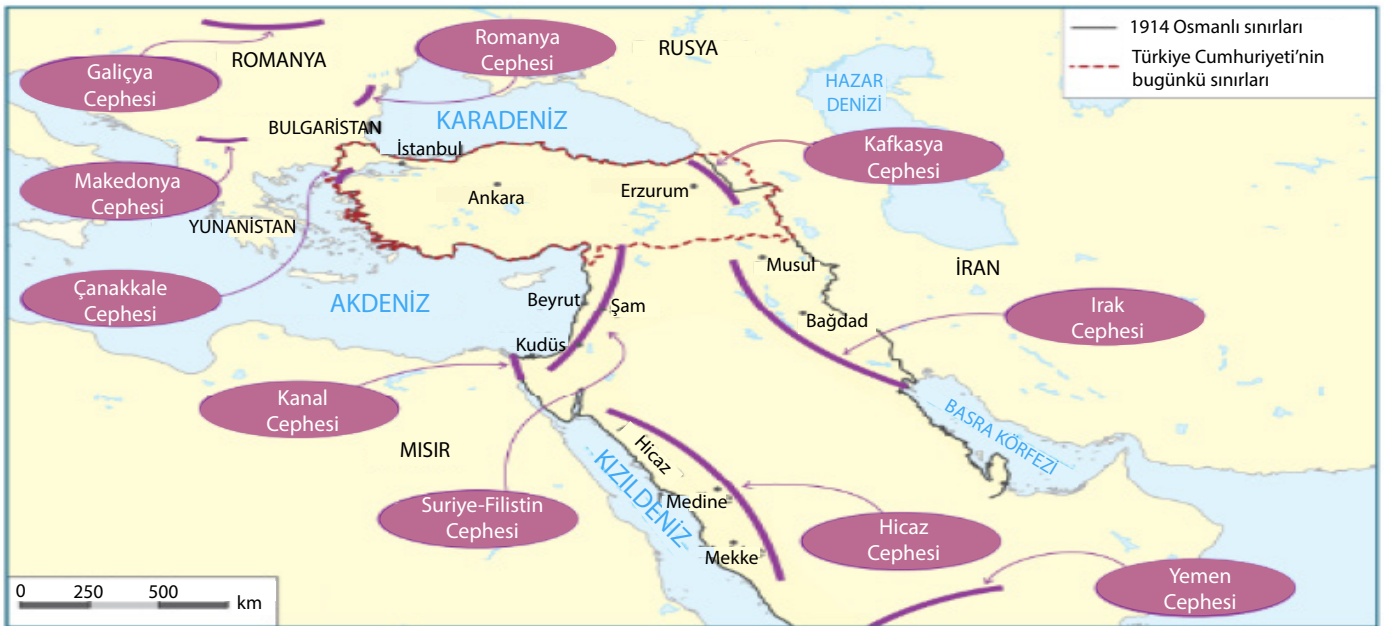 1914 Osmanlı sınırları
Türkiye Cumhuriyeti’nin
bugünkü sınırları
Romanya
Cephesi
RUSYA
ROMANYA
Galiçya
Cephesi
HAZAR
DENİZİ
BULGARİSTAN
KARADENİZ
İstanbul
Kafkasya
Cephesi
Makedonya
Cephesi
Ankara
Erzurum
YUNANİSTAN
Musul
İRAN
Çanakkale
Cephesi
AKDENİZ
Beyrut
Şam
Bağdad
Irak
Cephesi
Kudüs
Kanal
Cephesi
MISIR
Hicaz
BASRA KÖRFEZİ
KIZILDENİZ
Medine
Suriye-Filistin
Cephesi
Hicaz
Cephesi
Mekke
Yemen
Cephesi
0 250 500
km